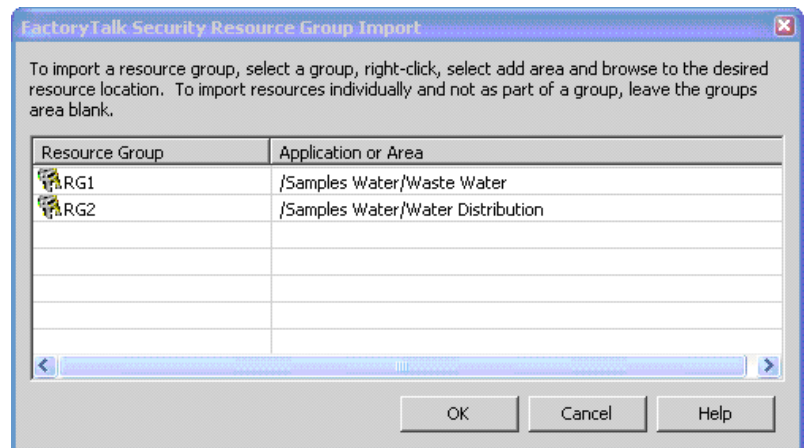 FactoryTalk Security Resource Group Import
To import a resource group, select a group, right-click, select add area and browse to the desired
resource location. To import resources individually and not as part of a group, leave the groups
area blank.
Resource Group Application or Area
RG1 /Samples Water/Waste Water
RG2 /Samples Water/Water Distribution
OK Cancel Help